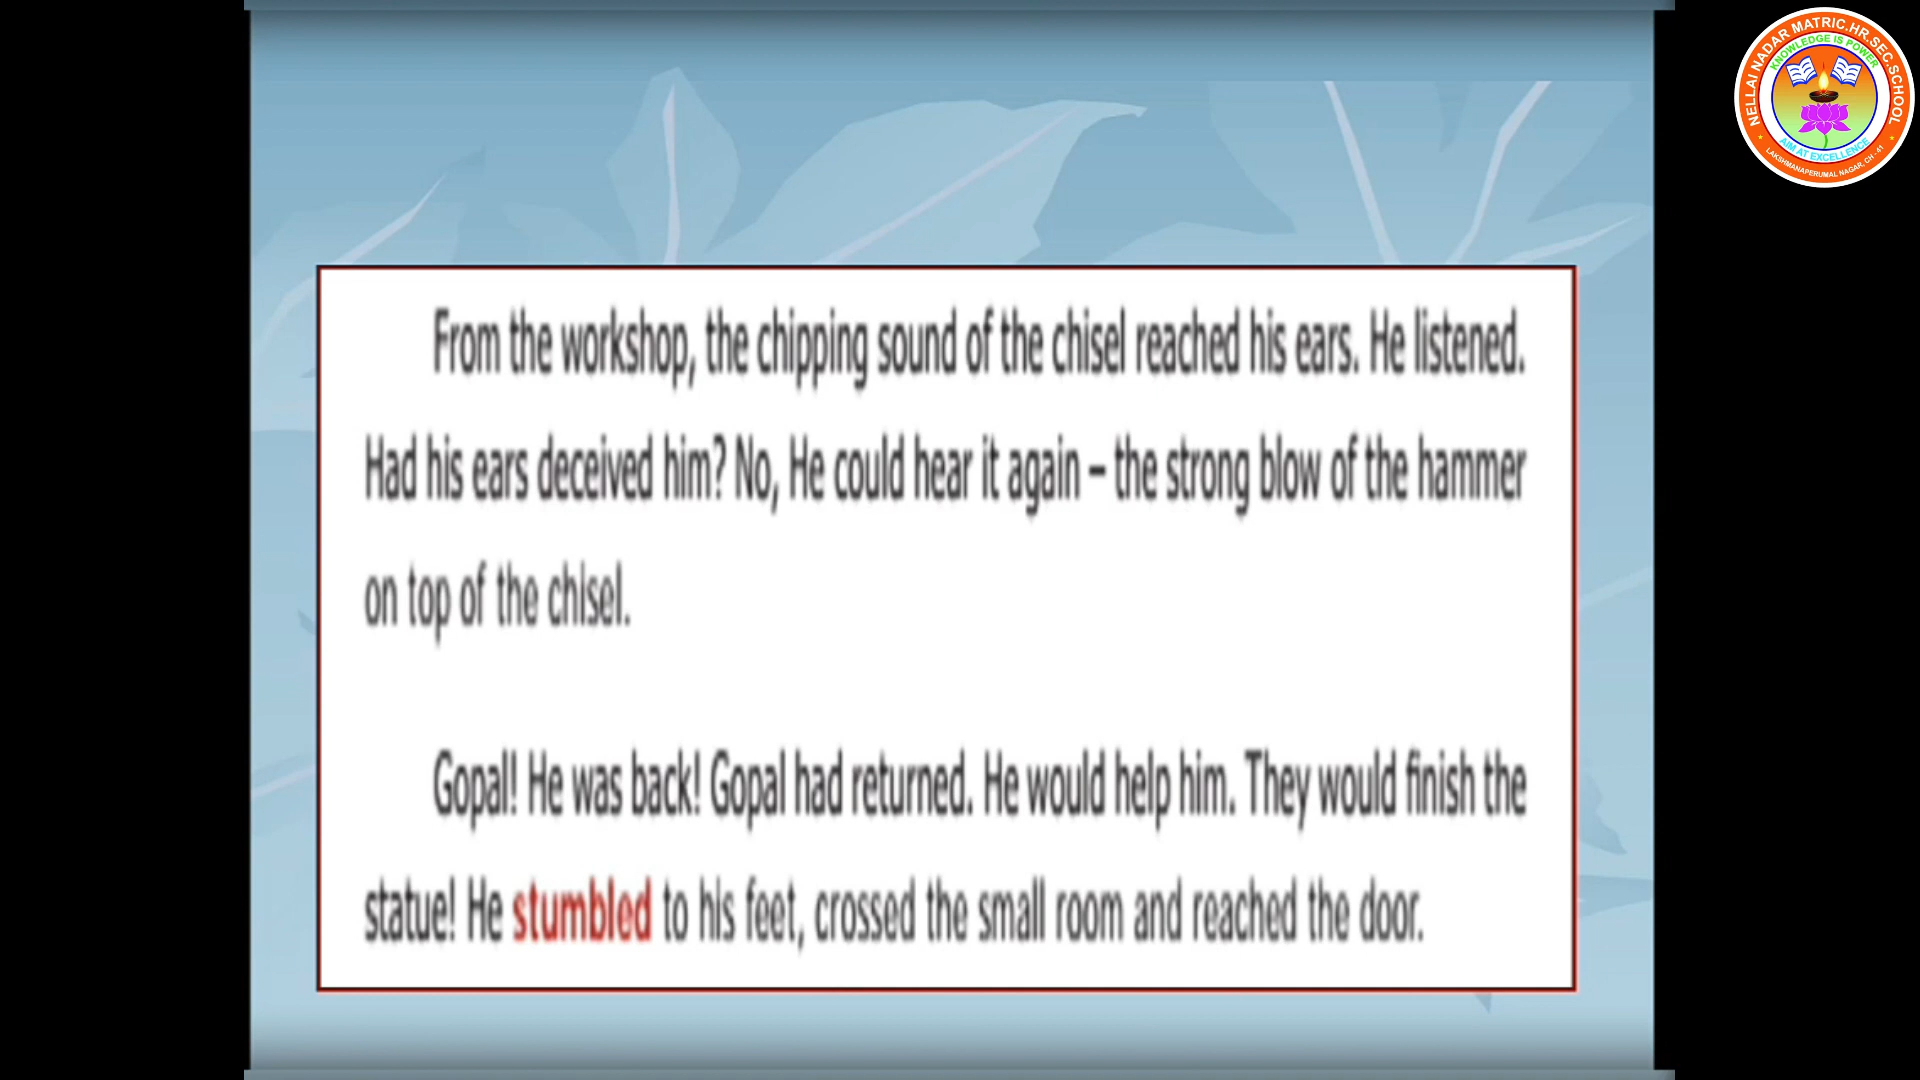 From the workshop, the chipping sound of the chisel reached his ears. He listened.
Had his ears deceived him? No, He could hear it again – the strong blow of the hammer
on top of the chisel.
Gopal! He was back! Gopal had returned. He would help him. They would finish the
statue! He stumbled to his feet, crossed the small room and reached the door.
NELLAI NADAR MATRIC.HR.SEC.SCHOOL
KNOWLEDGE IS POWER
AIM AT EXCELLENCE
LAKSHMANAPERUMAL NAGAR, CH - 41